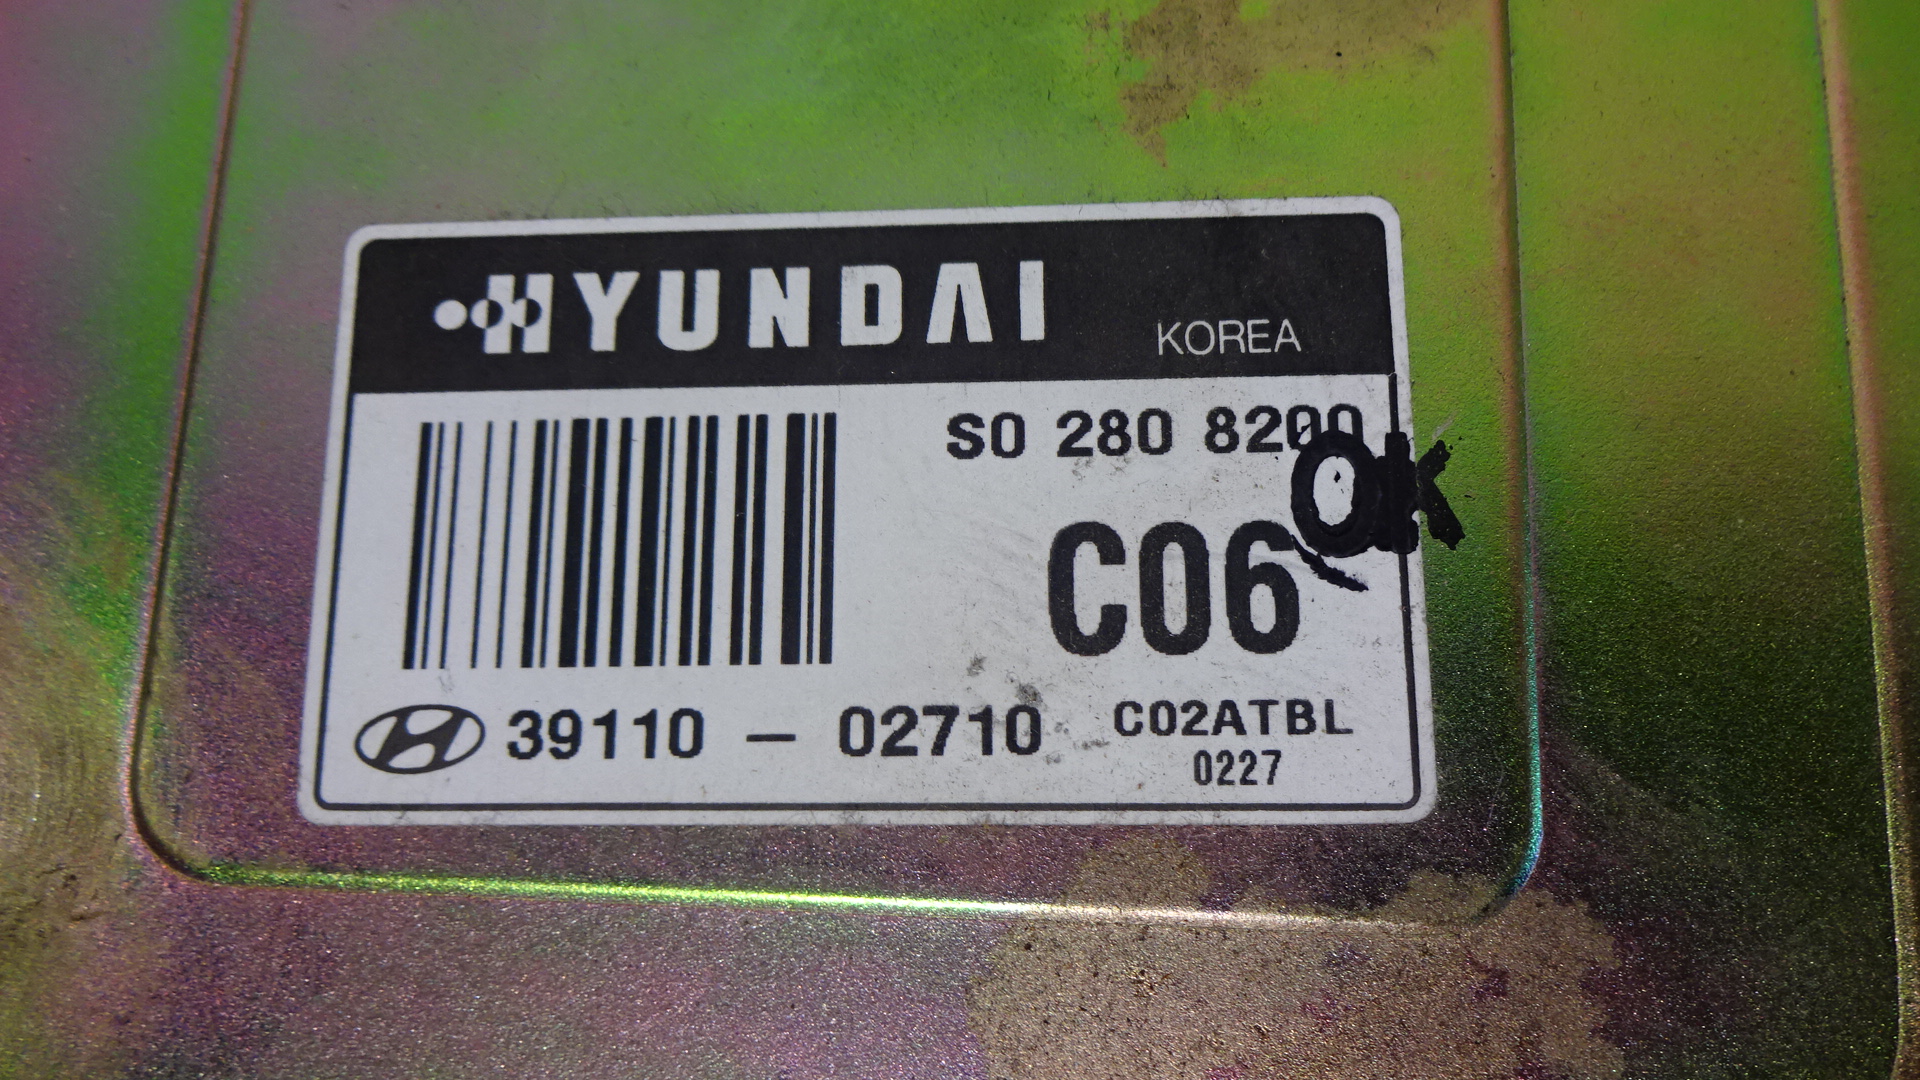 HYUNDAI KOREA
S0 280 8200
OK
C06
39110 — 02710 C02ATBL
0227